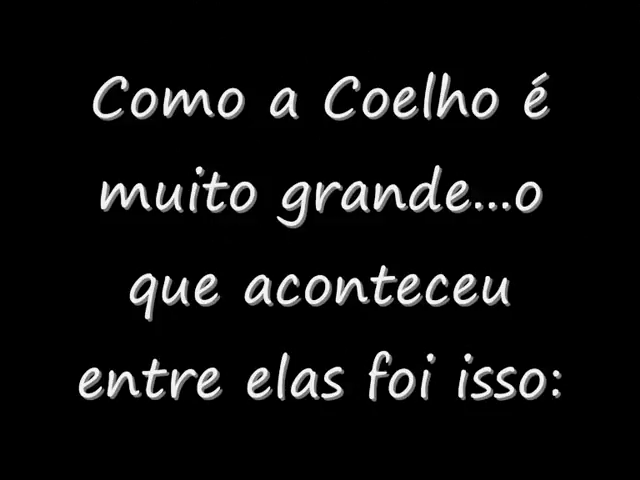 Como a Coelho é
muito grande...o
que aconteceu
entre elas foi isso: